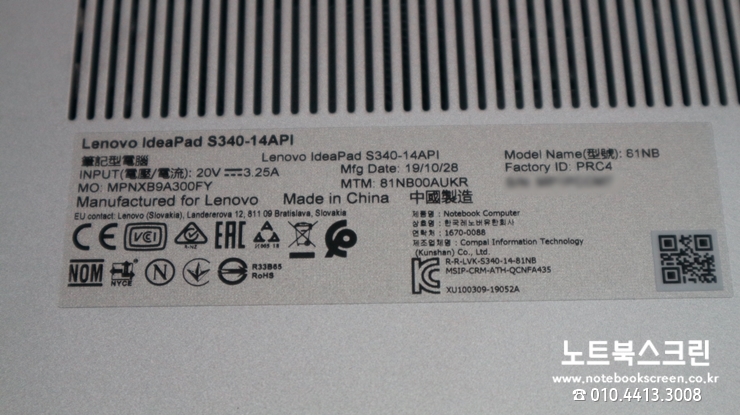 Lenovo IdeaPad S340-14API
筆記型電腦 Lenovo IdeaPad S340-14API Model Name(型號): 81NB
INPUT(電壓/電流): 20V⎓3.25A Mfg Date: 19/10/28 Factory ID: PRC4
MO: MPNXB9A300FY MTM: 81NB00AUKR
Manufactured for Lenovo Made in China 中國製造
EU contact: Lenovo (Slovakia), Landererova 12, 811 09 Bratislava, Slovakia
제품명 : Notebook Computer
상호명 : 한국레노버유한회사
연락처 : 1670-0088
제조업체명 : Compal Information Technology
(Kunshan) Co., Ltd.
CE VCCI EAC
NOM NYCE N R33B65
RoHS
R-R-LVK-S340-14-81NB
MSIP-CRM-ATH-QCNFA435
XU100309-19052A
노트북스크린
www.notebookscreen.co.kr
☎ 010.4413.3008